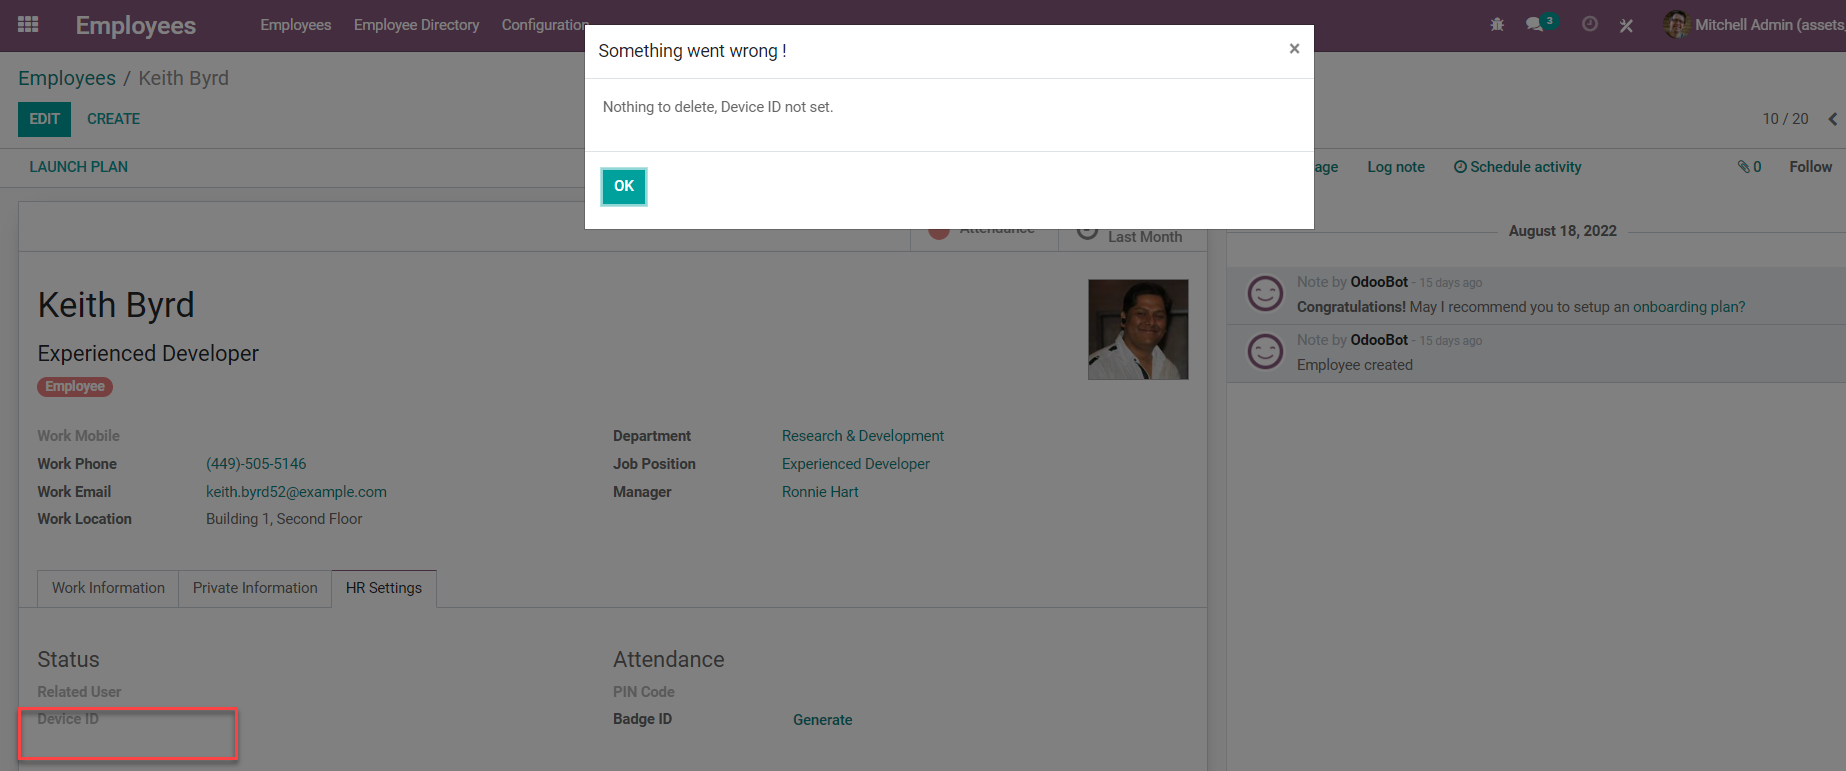 Employees Employees Employee Directory Configuration 3 Mitchell Admin (assets
Something went wrong ! ×
Employees / Keith Byrd
Nothing to delete, Device ID not set.
EDIT CREATE
10 / 20
LAUNCH PLAN
age Log note Schedule activity 0 Follow
OK
Attendance
Last Month
August 18, 2022
Note by OdooBot - 15 days ago
Congratulations! May I recommend you to setup an onboarding plan?
Note by OdooBot - 15 days ago
Employee created
Keith Byrd
Experienced Developer
Employee
Work Mobile
Work Phone (449)-505-5146
Work Email keith.byrd52@example.com
Work Location Building 1, Second Floor
Department Research & Development
Job Position Experienced Developer
Manager Ronnie Hart
Work Information Private Information HR Settings
Status
Related User
Device ID
Attendance
PIN Code
Badge ID Generate